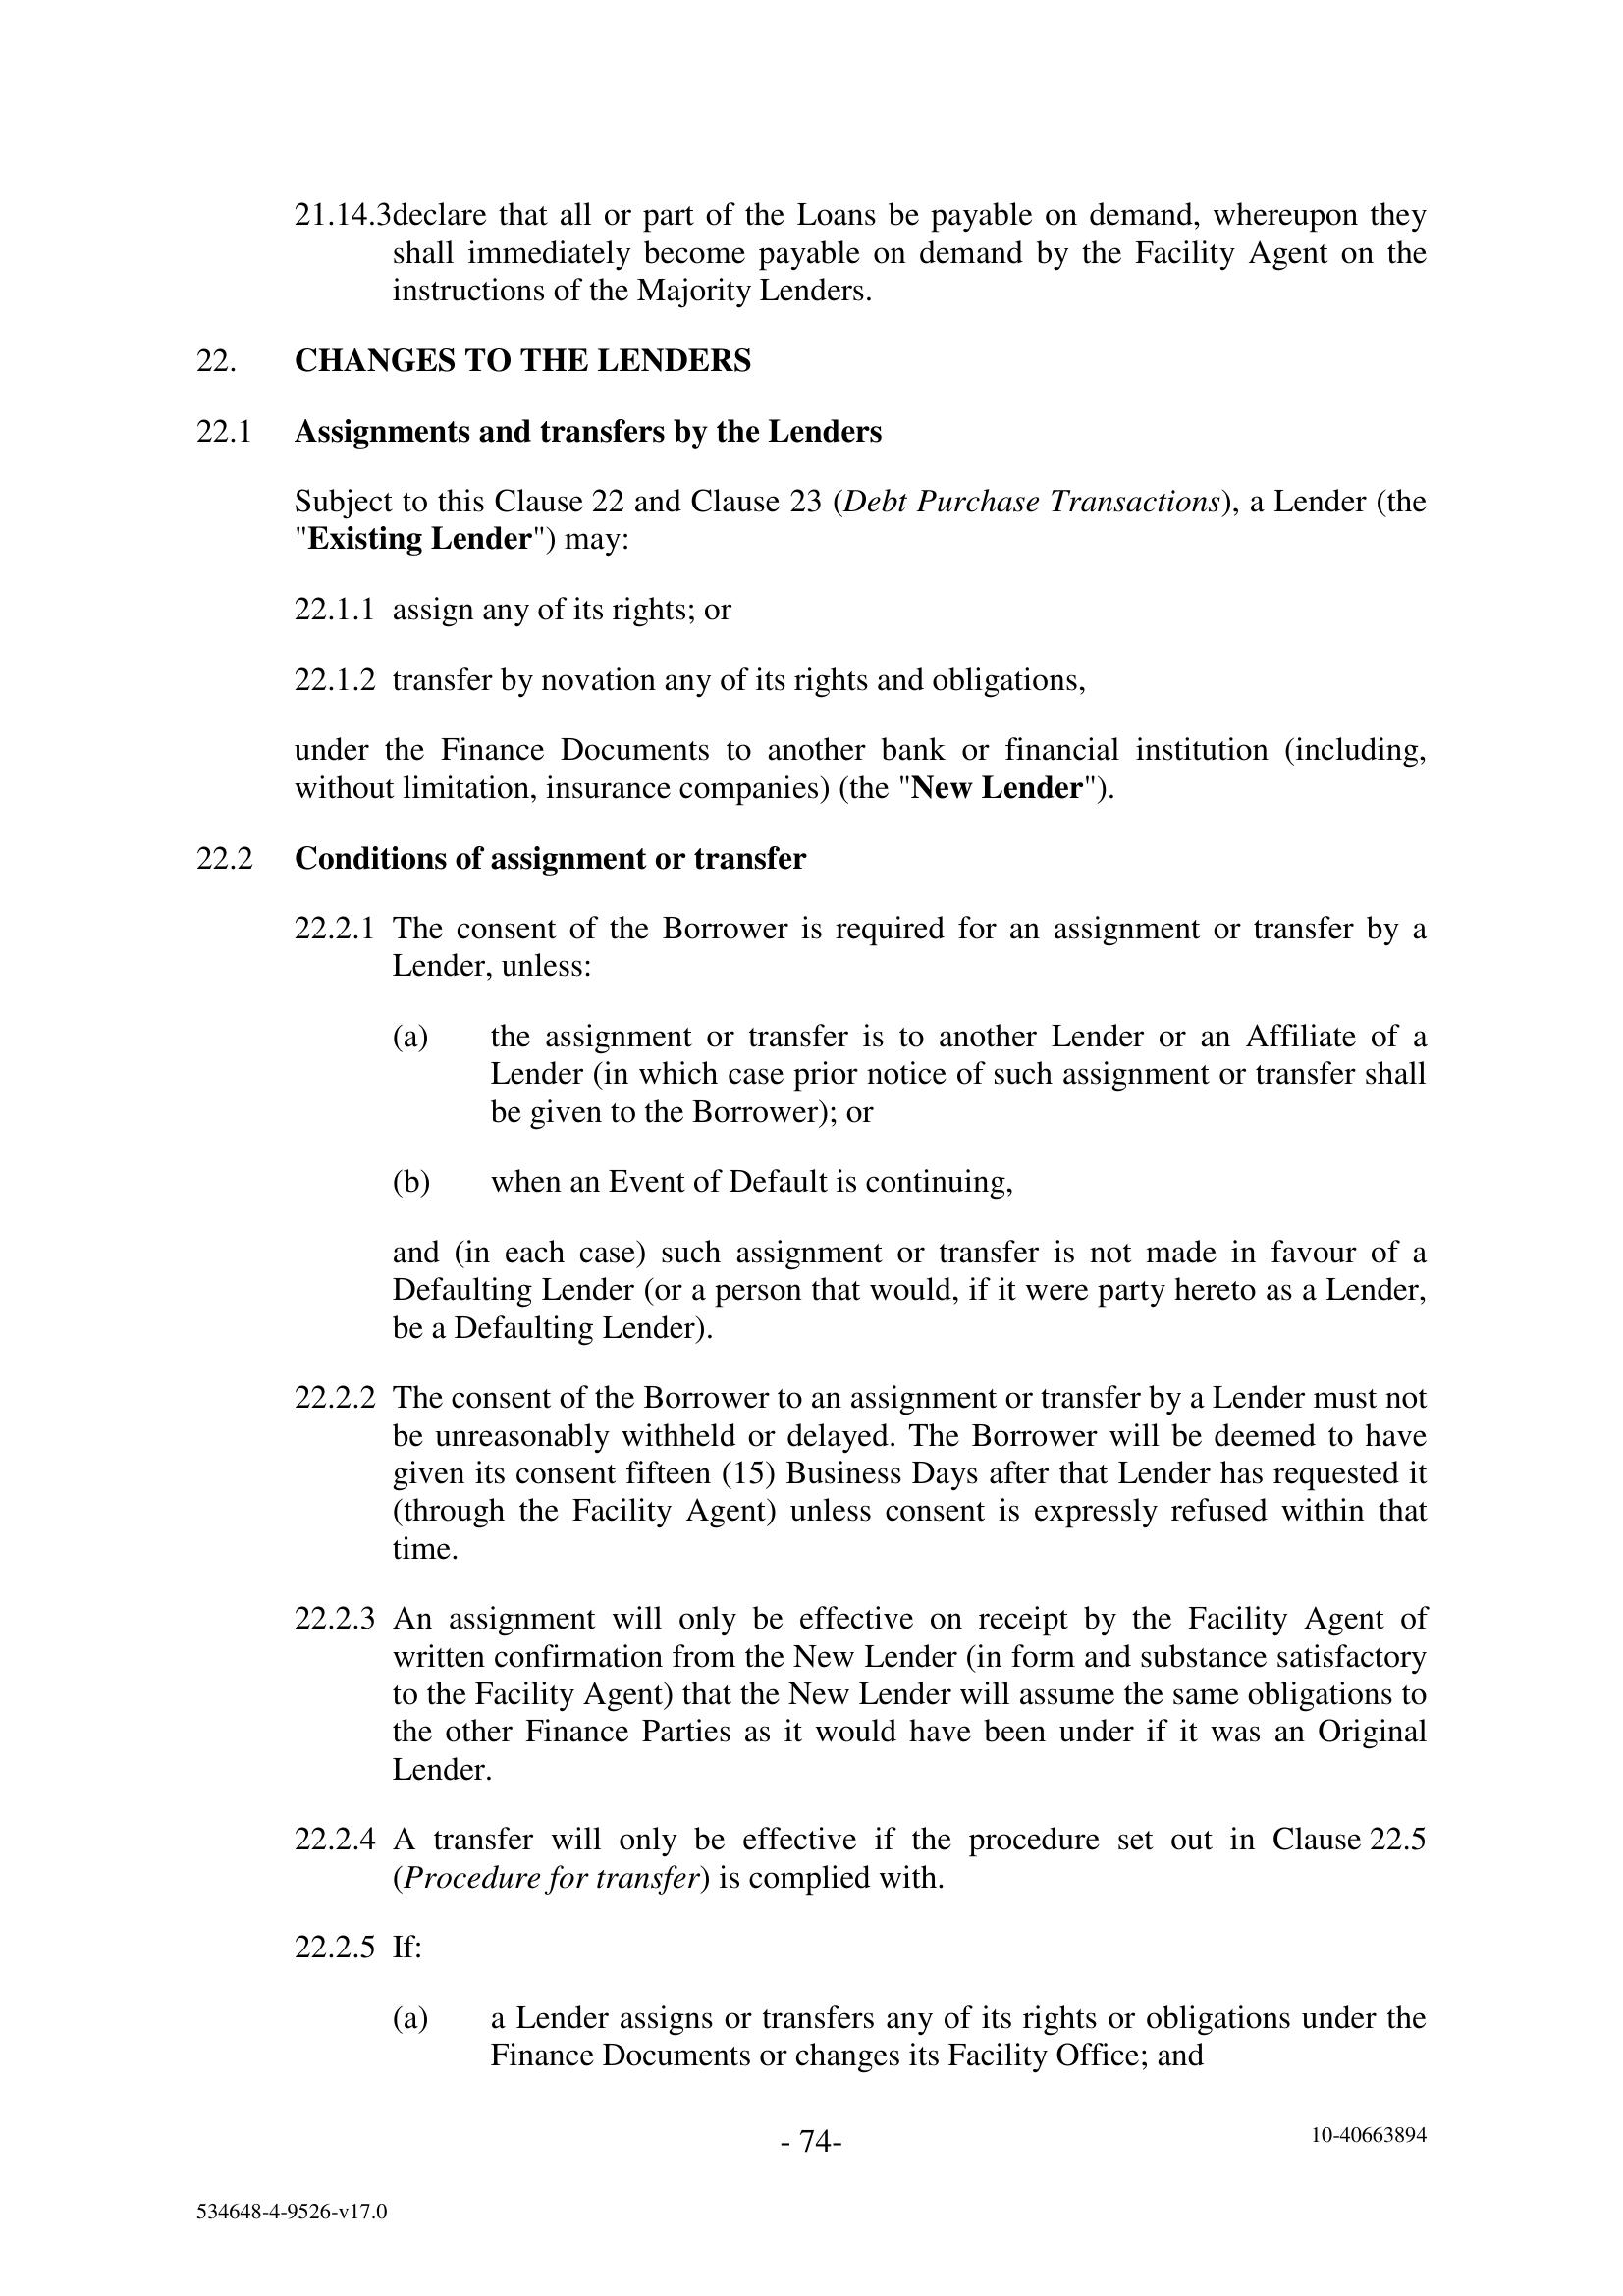 21.14.3declare that all or part of the Loans be payable on demand, whereupon they
shall immediately become payable on demand by the Facility Agent on the
instructions of the Majority Lenders.
22. CHANGES TO THE LENDERS
22.1 Assignments and transfers by the Lenders
Subject to this Clause 22 and Clause 23 (Debt Purchase Transactions), a Lender (the
"Existing Lender") may:
22.1.1 assign any of its rights; or
22.1.2 transfer by novation any of its rights and obligations,
under the Finance Documents to another bank or financial institution (including,
without limitation, insurance companies) (the "New Lender").
22.2 Conditions of assignment or transfer
22.2.1 The consent of the Borrower is required for an assignment or transfer by a
Lender, unless:
(a) the assignment or transfer is to another Lender or an Affiliate of a
Lender (in which case prior notice of such assignment or transfer shall
be given to the Borrower); or
(b) when an Event of Default is continuing,
and (in each case) such assignment or transfer is not made in favour of a
Defaulting Lender (or a person that would, if it were party hereto as a Lender,
be a Defaulting Lender).
22.2.2 The consent of the Borrower to an assignment or transfer by a Lender must not
be unreasonably withheld or delayed. The Borrower will be deemed to have
given its consent fifteen (15) Business Days after that Lender has requested it
(through the Facility Agent) unless consent is expressly refused within that
time.
22.2.3 An assignment will only be effective on receipt by the Facility Agent of
written confirmation from the New Lender (in form and substance satisfactory
to the Facility Agent) that the New Lender will assume the same obligations to
the other Finance Parties as it would have been under if it was an Original
Lender.
22.2.4 A transfer will only be effective if the procedure set out in Clause 22.5
(Procedure for transfer) is complied with.
22.2.5 If:
(a) a Lender assigns or transfers any of its rights or obligations under the
Finance Documents or changes its Facility Office; and
- 74-
10-40663894
534648-4-9526-v17.0